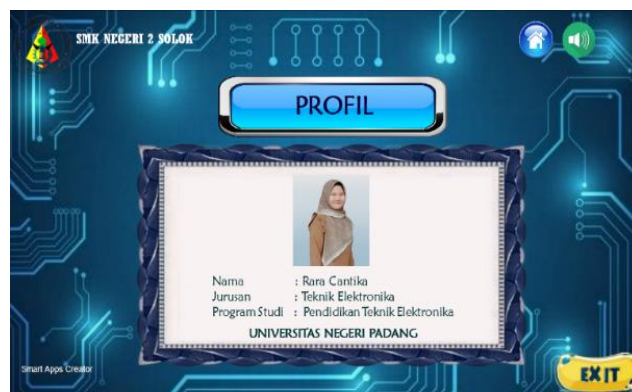 SMK NEGERI 2 SOLOK
PROFIL
Nama : Rara Cantika
Jurusan : Teknik Elektronika
Program Studi : Pendidikan Teknik Elektronika
UNIVERSITAS NEGERI PADANG
Smart Apps Creator
EXIT